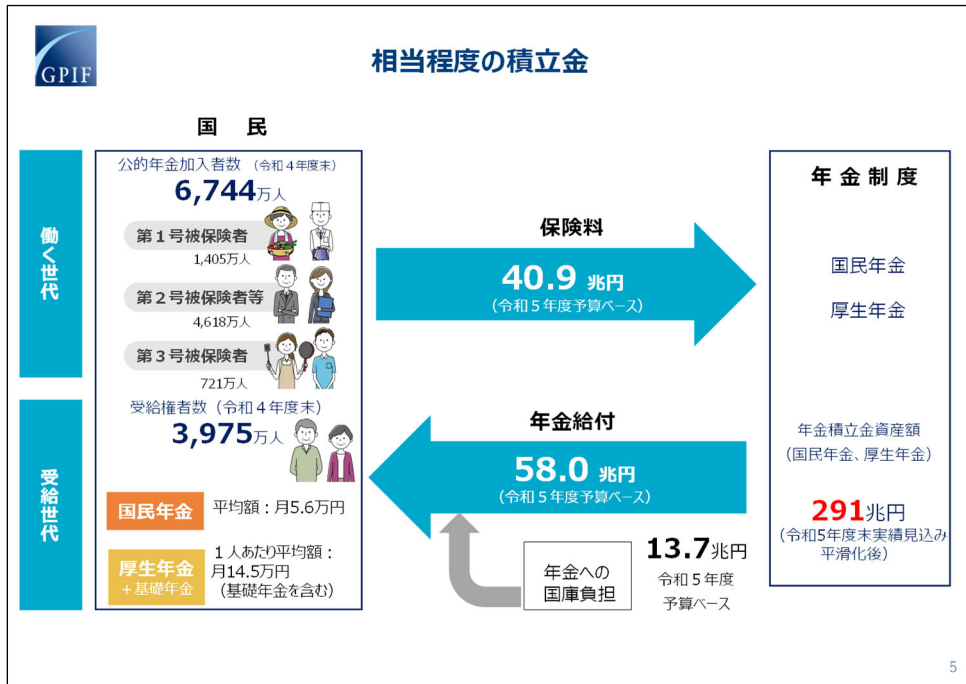 GPIF
相当程度の積立金
国 民
働く世代
公的年金加入者数 (令和4年度末)
6,744万人
第1号被保険者
1,405万人
第2号被保険者等
4,618万人
第3号被保険者
721万人
受給世代
受給権者数(令和4年度末)
3,975万人
国民年金
平均額:月5.6万円
厚生年金
+基礎年金
1人あたり平均額:
月14.5万円
(基礎年金を含む)
保険料
40.9 兆円
(令和5年度予算ベース)
年金給付
58.0 兆円
(令和5年度予算ベース)
年金への
国庫負担
13.7兆円
令和5年度
予算ベース
年金制度
国民年金
厚生年金
年金積立金資産額
(国民年金、厚生年金)
291兆円
(令和5年度末実績見込み
平滑化後)
5